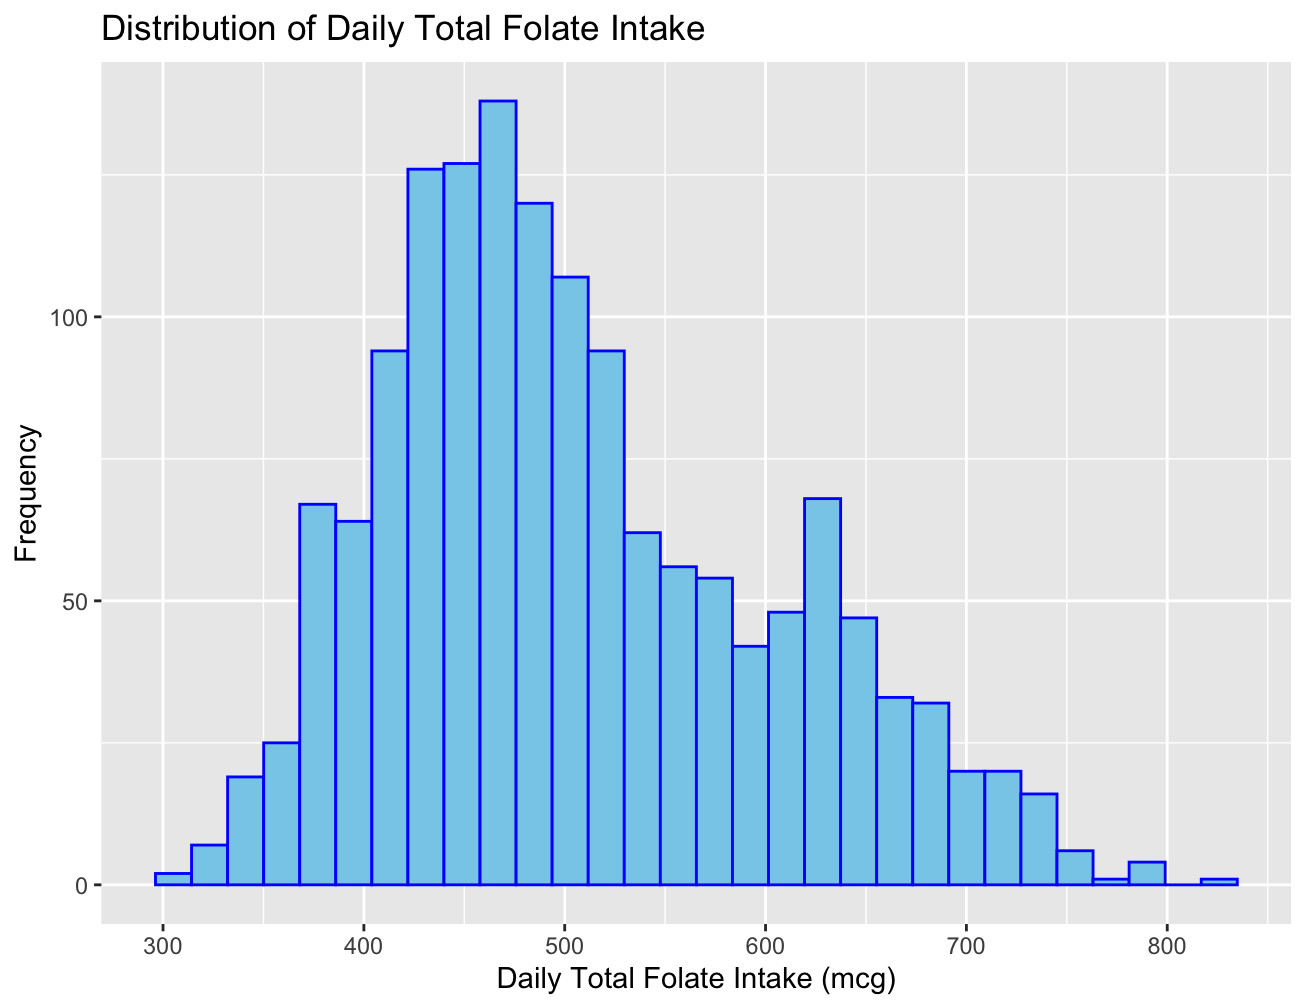 Distribution of Daily Total Folate Intake
Frequency
100
50
0
300 400 500 600 700 800
Daily Total Folate Intake (mcg)